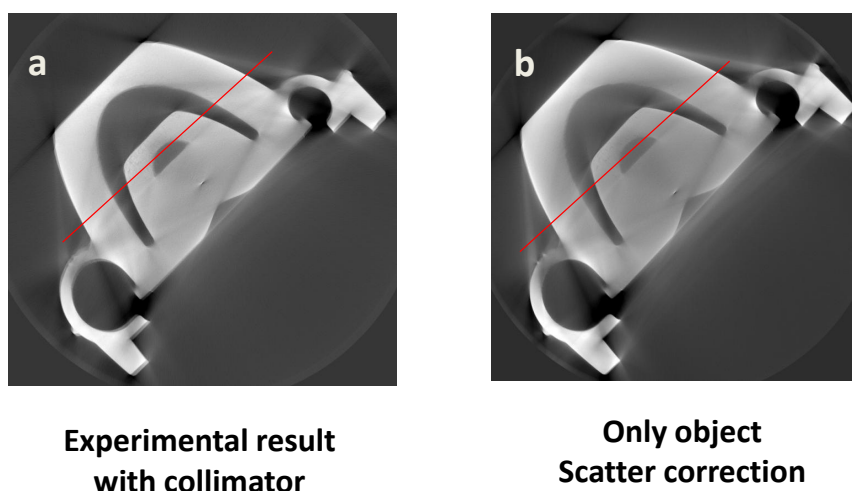 a
b
Experimental result
with collimator
Only object
Scatter correction